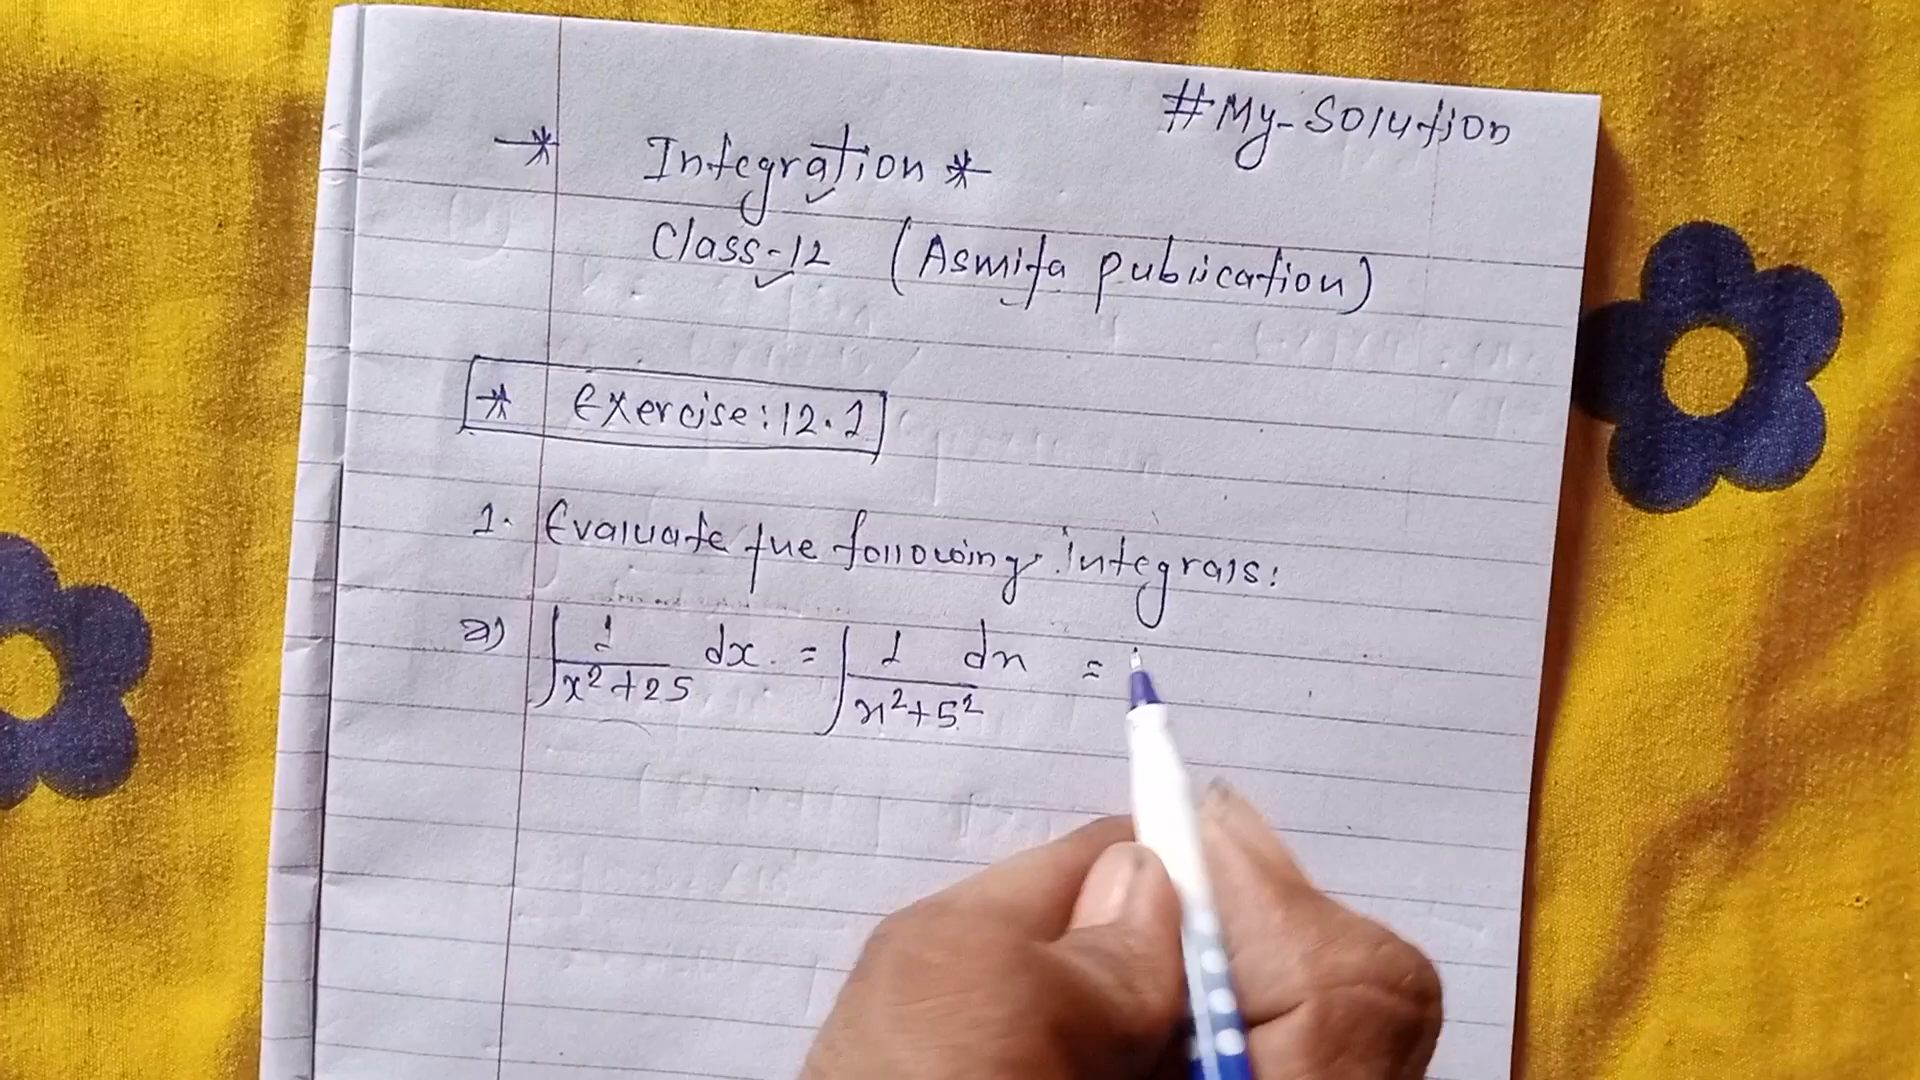 #My-Solution
* Integration *
Class-12 (Asmita publication)
* Exercise:12.1
1. Evaluate the following integrals:
a) ∫ 1/(x²+25) dx = ∫ 1/(x²+5²) dx =